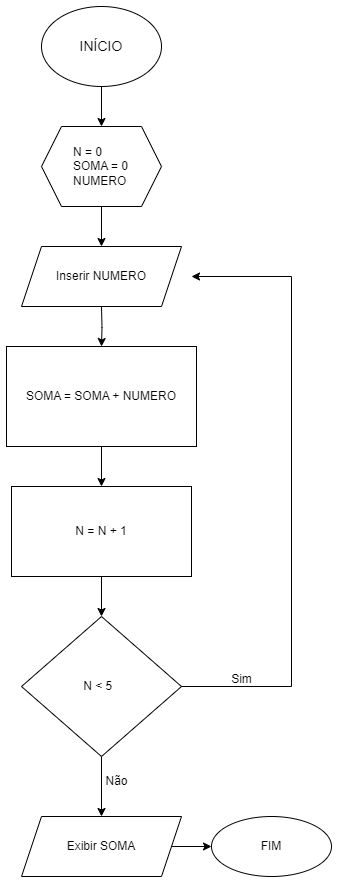 INÍCIO
N = 0
SOMA = 0
NUMERO
Inserir NUMERO
SOMA = SOMA + NUMERO
N = N + 1
N < 5
Sim
Não
Exibir SOMA
FIM